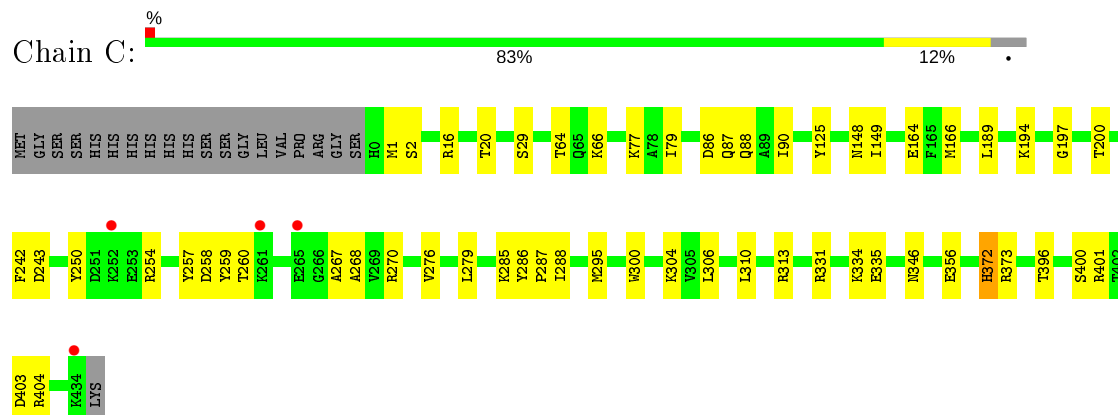 %
Chain C:
83% 12% •
MET GLY SER SER HIS HIS HIS HIS HIS HIS SER SER GLY LEU VAL PRO ARG GLY SER H0 M1 S2 R16 T20 S29 T64 Q65 K66 K77 A78 I79 D86 Q87 Q88 A89 I90 Y125 N148 I149 E164 F165 M166 L189 K194 G197 T200
F242 D243 Y250 D251 K252 E253 R254 Y257 D258 Y259 T260 K261 E265 G266 A267 A268 V269 R270 V276 L279 K285 Y286 P287 I288 M295 W300 K304 V305 L306 L310 R313 R331 K334 E335 N346 E356 H372 R373 T396 S400 R401 T402
D403 R404 K434 LYS